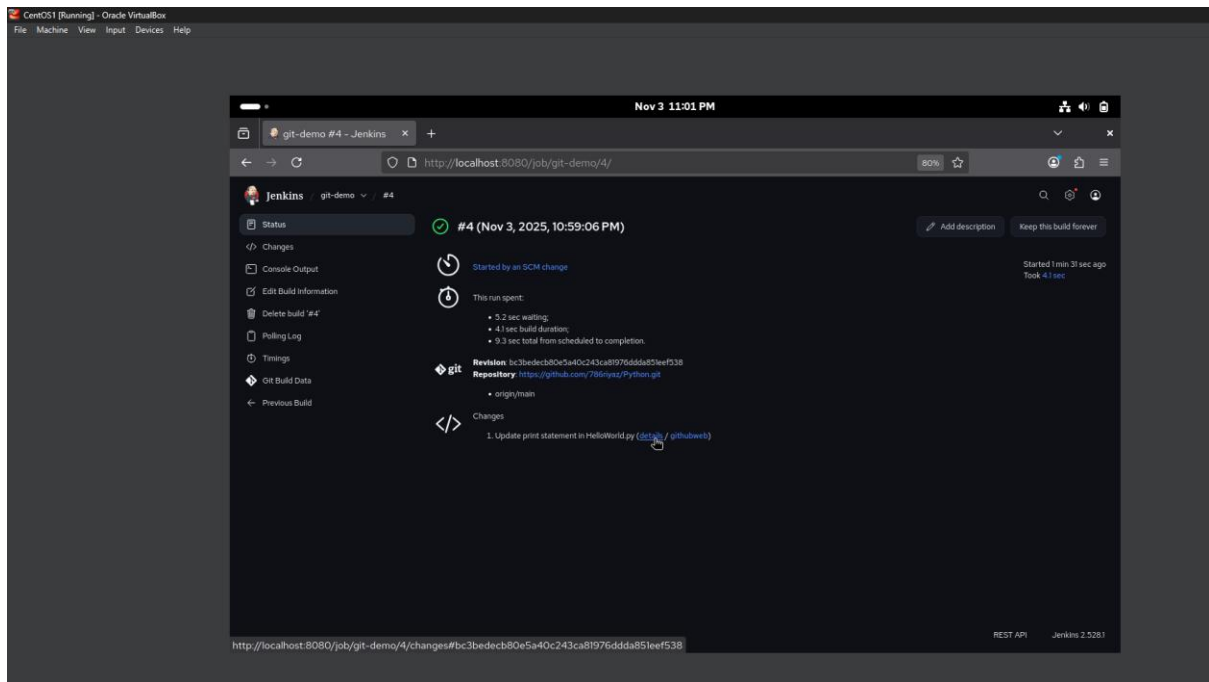 CentOS1 [Running] - Oracle VirtualBox
File Machine View Input Devices Help
Nov 3 11:01 PM
git-demo #4 - Jenkins
http://localhost:8080/job/git-demo/4/
80%
Jenkins / git-demo / #4
Status
#4 (Nov 3, 2025, 10:59:06 PM)
Add description
Keep this build forever
Changes
Console Output
Edit Build Information
Delete build '#4'
Polling Log
Timings
Git Build Data
Previous Build
Started by an SCM change
Started 1 min 31 sec ago
Took 4.1 sec
This run spent:
• 5.2 sec waiting;
• 4.1 sec build duration;
• 9.3 sec total from scheduled to completion.
git
Revision: bc3bedecb80e5a40c243ca81976ddda851eef538
Repository: https://github.com/786riyaz/Python.git
• origin/main
Changes
1. Update print statement in HelloWorld.py (details / githubweb)
REST API
Jenkins 2.528.1
http://localhost:8080/job/git-demo/4/changes#bc3bedecb80e5a40c243ca81976ddda851eef538